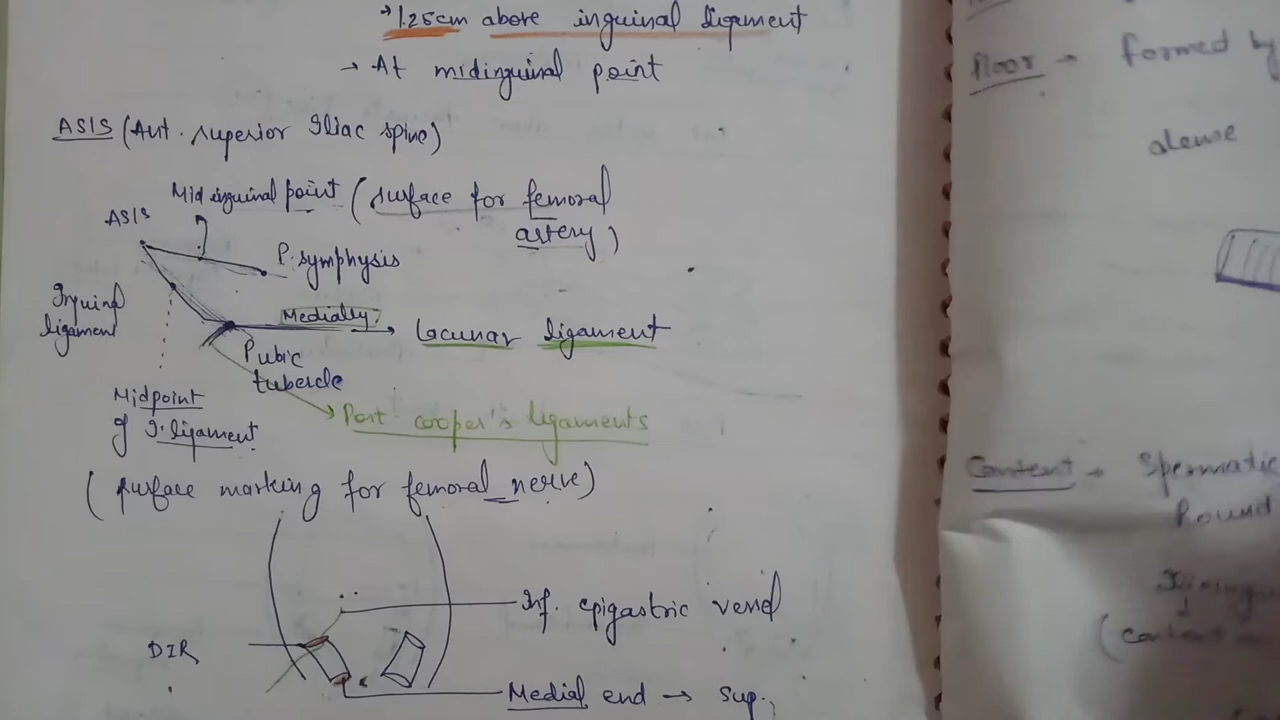 → 1.25cm above inguinal ligament
→ At midinguinal point
ASIS (Ant. superior Iliac spine)
Mid inguinal point (surface for femoral
artery)
ASIS
P. symphysis
Inguinal
ligament
Medially
→ Lacunar ligament
Pubic
tubercle
Midpoint
of I. ligament
→ Post cooper's ligaments
(surface marking for femoral nerve)
Inf. epigastric vessel
DIR
Medial end → sup.
Floor → formed by
dense
Content → Spermatic
Round
(content